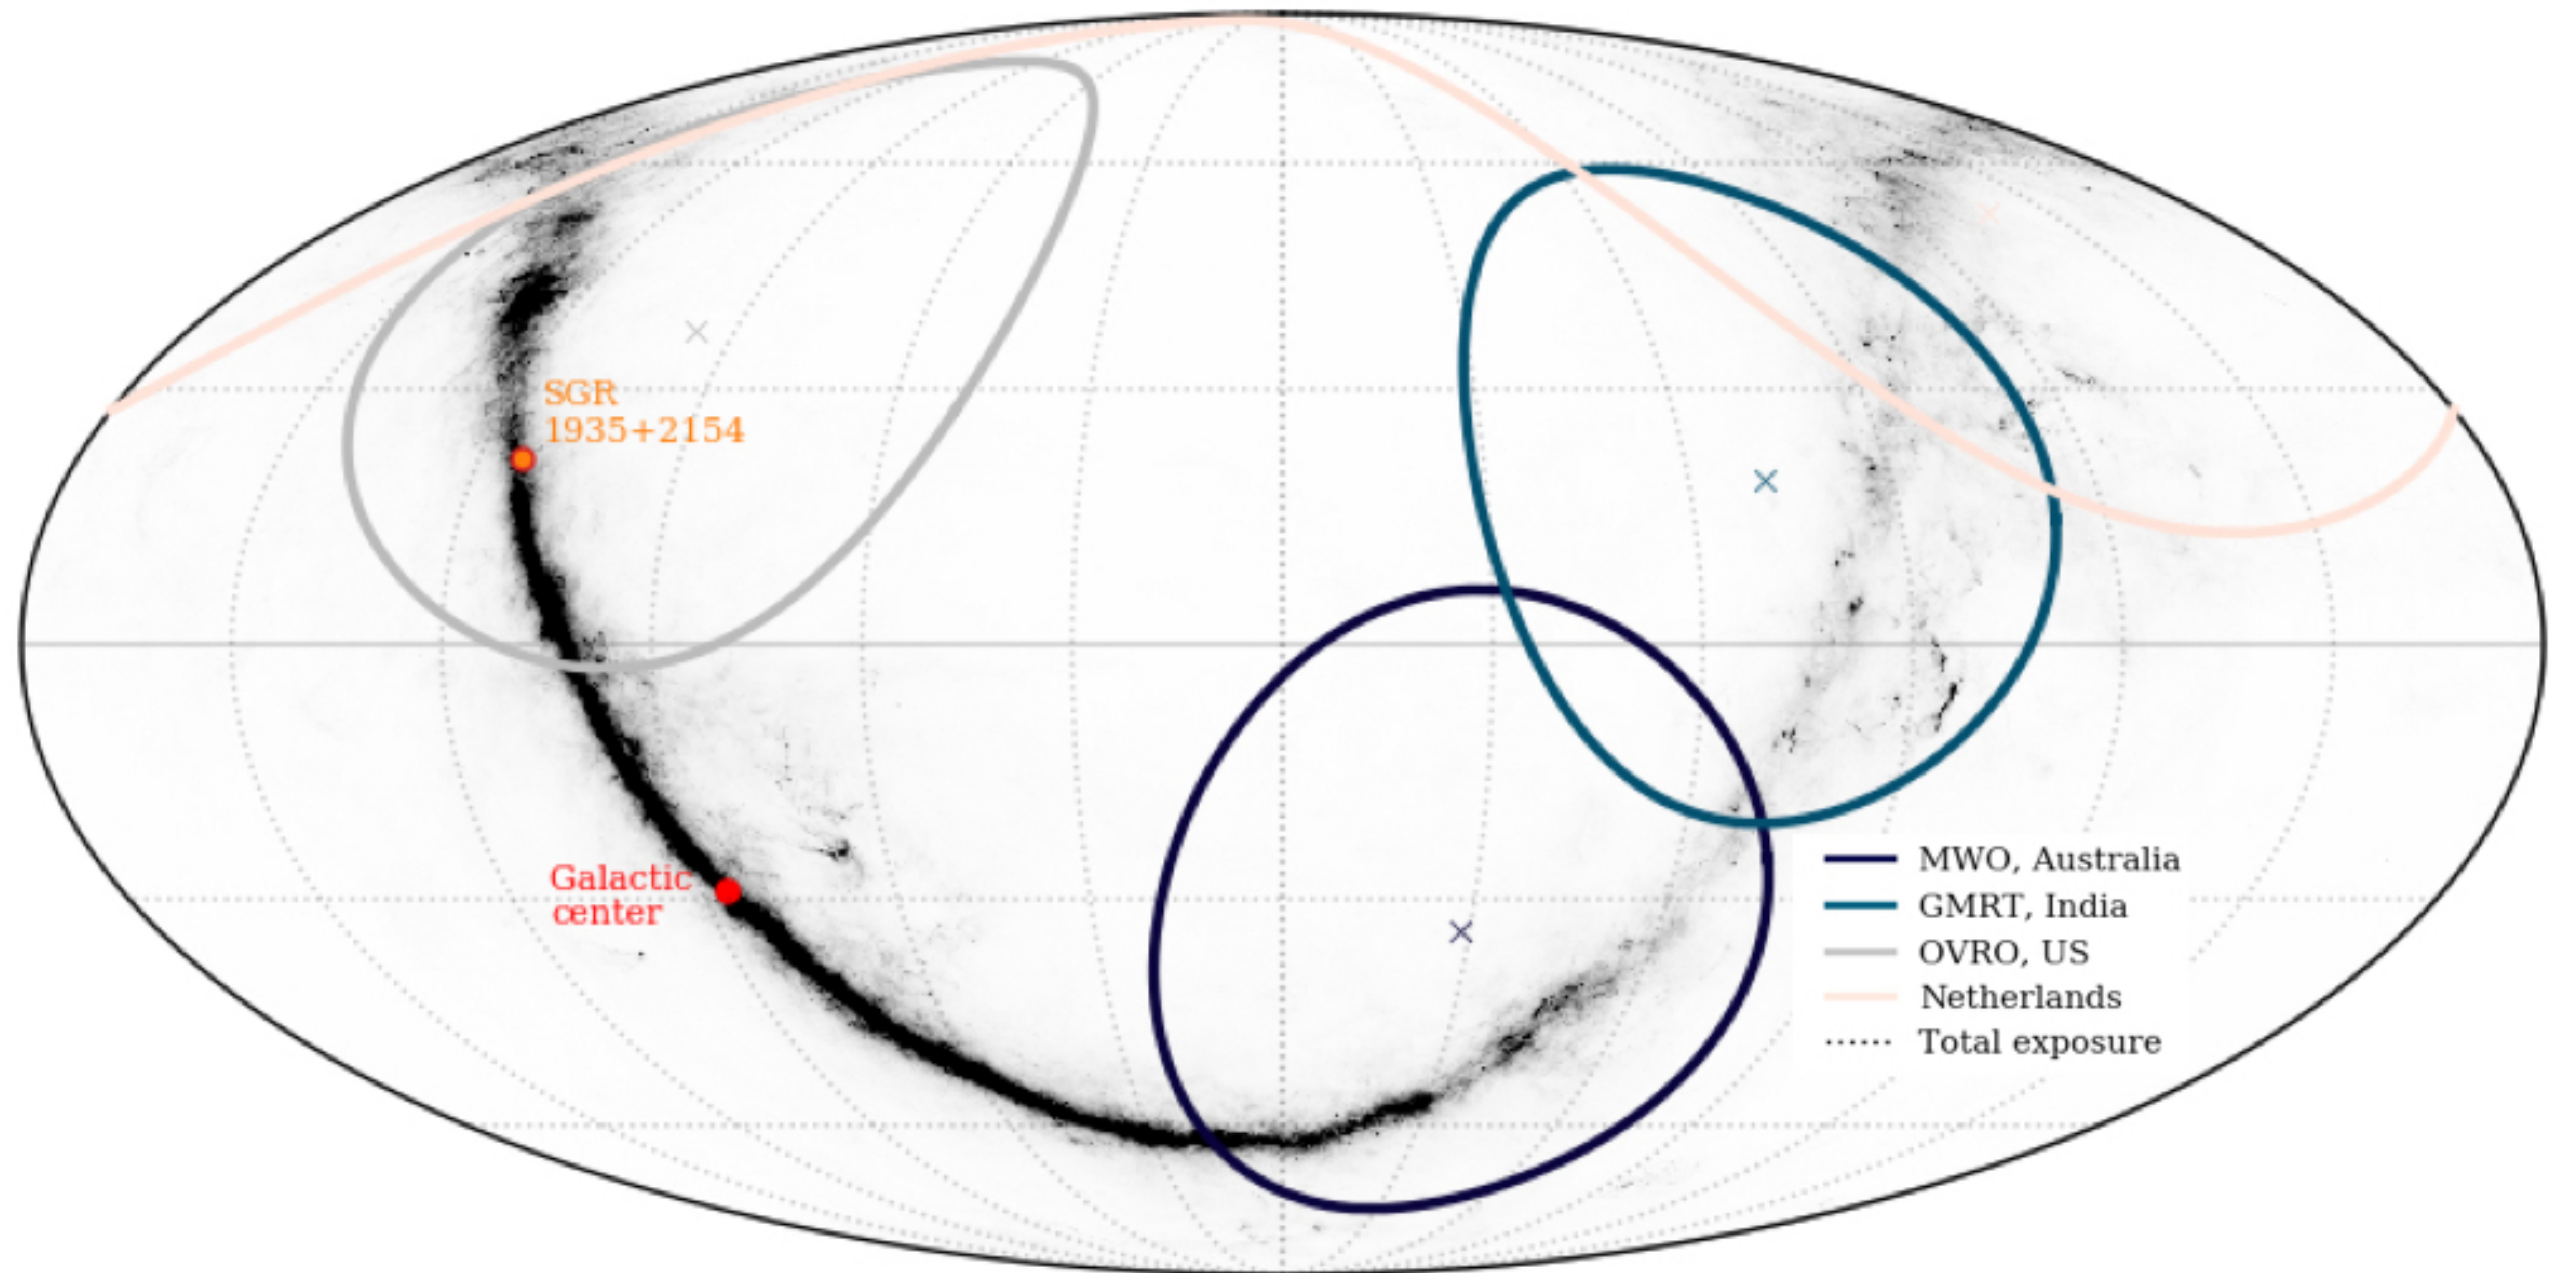 SGR
1935+2154
Galactic
center
MWO, Australia
GMRT, India
OVRO, US
Netherlands
Total exposure